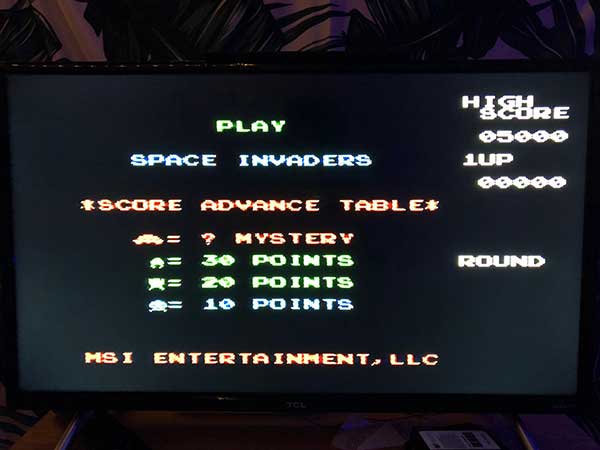 PLAY
SPACE INVADERS
*SCORE ADVANCE TABLE*
= ? MYSTERY
= 30 POINTS
= 20 POINTS
= 10 POINTS
MSI ENTERTAINMENT, LLC
HIGH
SCORE
05000
1UP
00000
ROUND
TCL